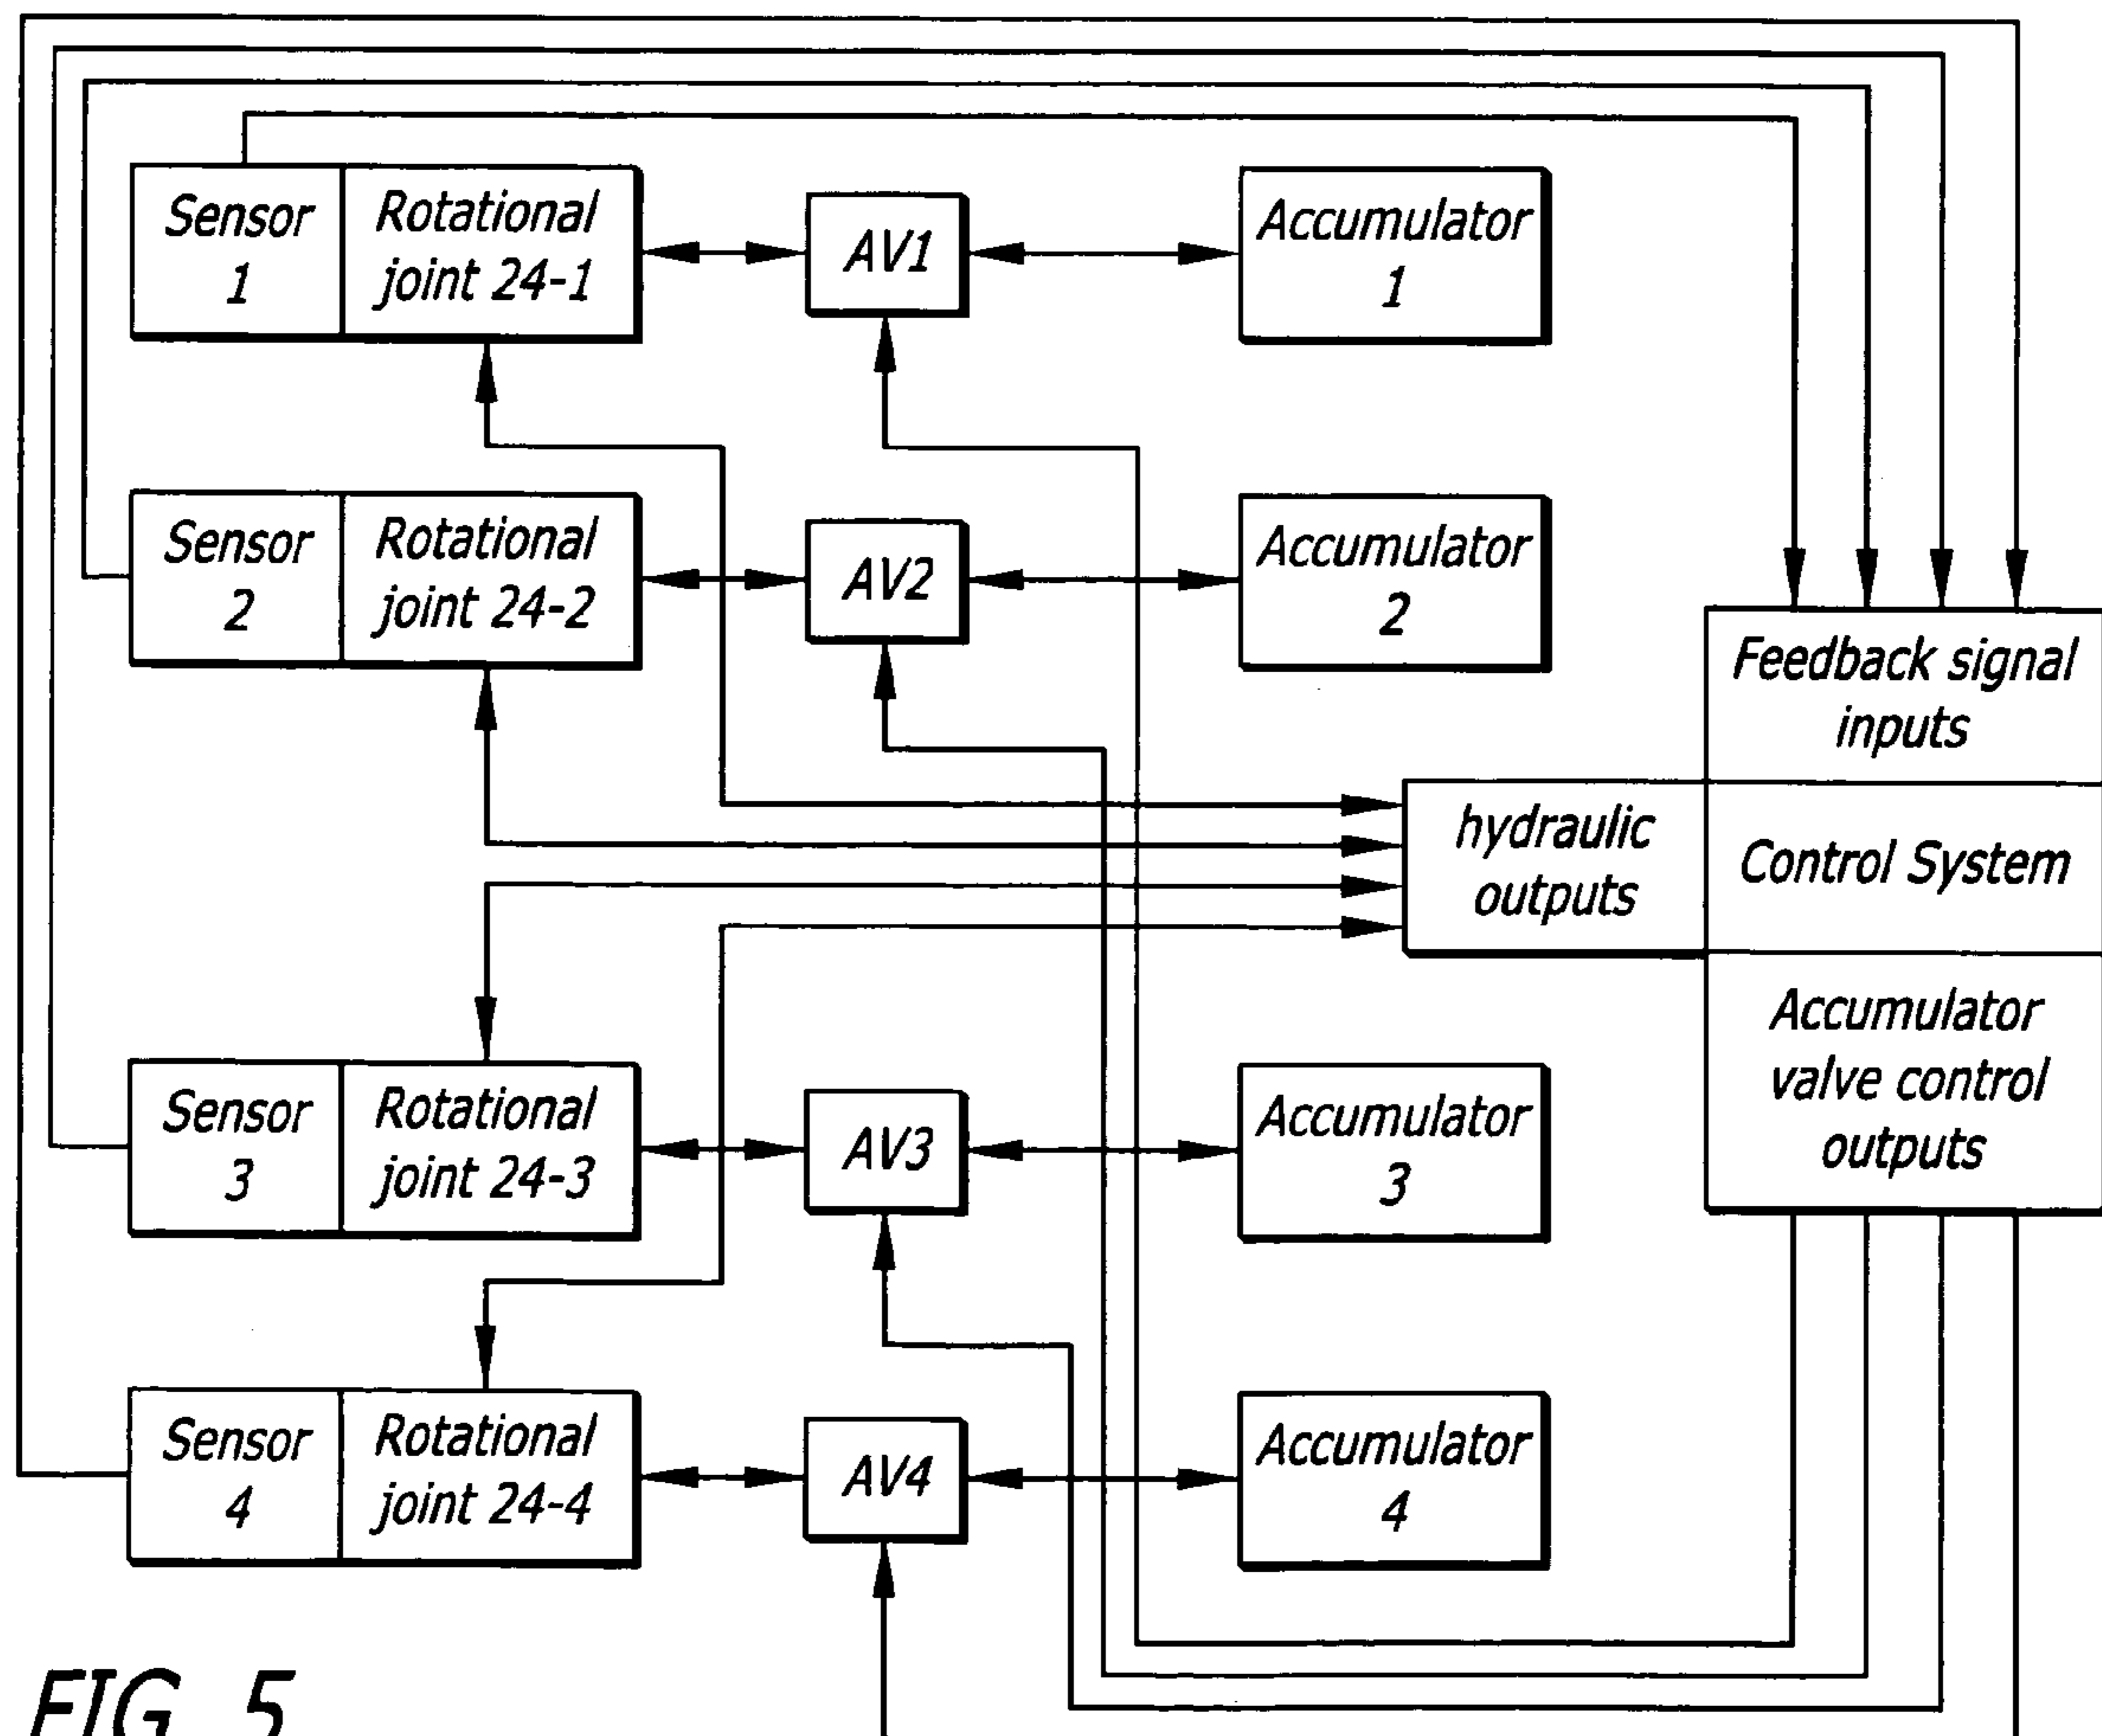 Sensor
1
Rotational
joint 24-1
AV1
Accumulator
1
Sensor
2
Rotational
joint 24-2
AV2
Accumulator
2
Feedback signal
inputs
hydraulic
outputs
Control System
Accumulator
valve control
outputs
Sensor
3
Rotational
joint 24-3
AV3
Accumulator
3
Sensor
4
Rotational
joint 24-4
AV4
Accumulator
4
FIG. 5